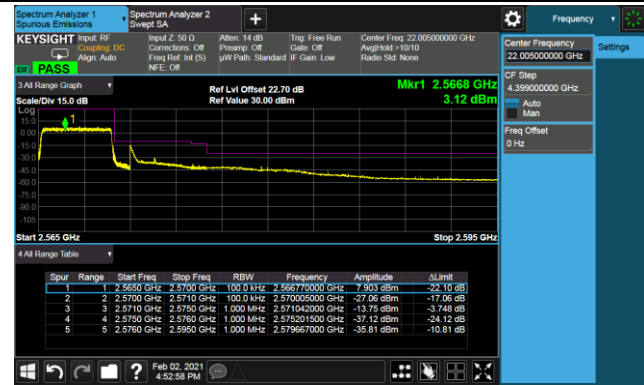 Spectrum Analyzer 1
Spurious Emissions
Spectrum Analyzer 2
Swept SA
Frequency
KEYSIGHT
Input: RF
Coupling: DC
Align: Auto
Input Z: 50 Ω
Corrections: Off
Freq Ref: Int (S)
NFE: Off
Atten: 14 dB
Preamp: Off
µW Path: Standard
Trig: Free Run
Gate: Off
IF Gain: Low
Center Freq: 22.005000000 GHz
Avg|Hold:>10/10
Radio Std: None
PASS
3 All Range Graph
Ref Lvl Offset 22.70 dB
Ref Value 30.00 dBm
Mkr1 2.5668 GHz
3.12 dBm
Scale/Div 15.0 dB
Log
15.0
0.00
-15.0
-30.0
-45.0
-60.0
-75.0
-90.0
-105
1
Start 2.565 GHz
Stop 2.595 GHz
4 All Range Table
Spur Range Start Freq Stop Freq RBW Frequency Amplitude ΔLimit
1 1 2.5650 GHz 2.5700 GHz 100.0 kHz 2.566770000 GHz 7.903 dBm -22.10 dB
2 2 2.5700 GHz 2.5710 GHz 100.0 kHz 2.570005000 GHz -27.06 dBm -17.06 dB
3 3 2.5710 GHz 2.5750 GHz 1.000 MHz 2.571042000 GHz -13.75 dBm -3.748 dB
4 4 2.5750 GHz 2.5760 GHz 1.000 MHz 2.575201500 GHz -37.12 dBm -24.12 dB
5 5 2.5760 GHz 2.5950 GHz 1.000 MHz 2.579667000 GHz -35.81 dBm -10.81 dB
Center Frequency
22.005000000 GHz
Settings
CF Step
4.399000000 GHz
Auto
Man
Freq Offset
0 Hz
Feb 02, 2021
4:52:58 PM